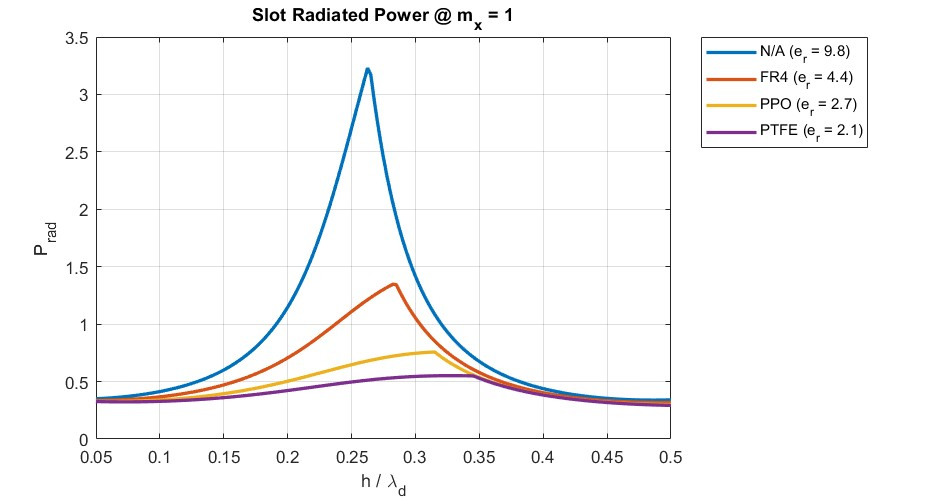 Slot Radiated Power @ m_x = 1
3.5
3
2.5
2
1.5
1
0.5
0
P_rad
0.05
0.1
0.15
0.2
0.25
0.3
0.35
0.4
0.45
0.5
h / λ_d
N/A (e_r = 9.8)
FR4 (e_r = 4.4)
PPO (e_r = 2.7)
PTFE (e_r = 2.1)